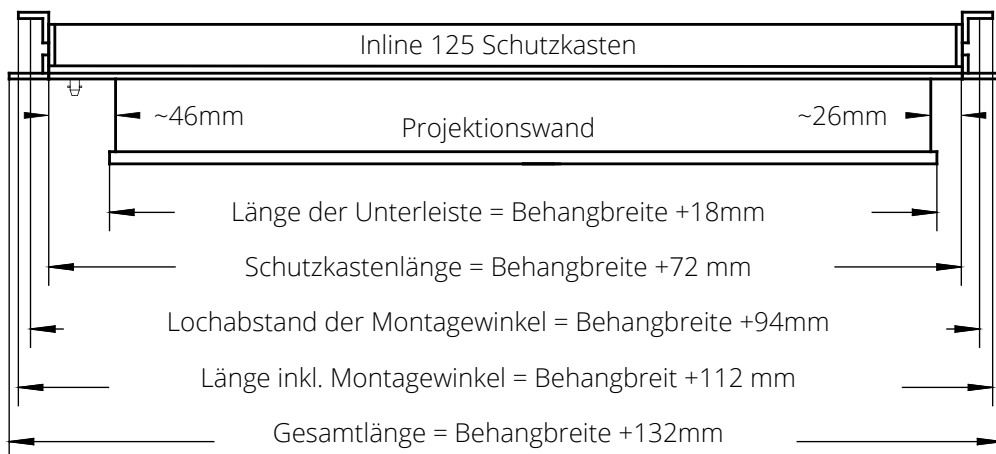 Inline 125 Schutzkasten
~46mm
Projektionswand
~26mm
Länge der Unterleiste = Behangbreite +18mm
Schutzkastenlänge = Behangbreite +72 mm
Lochabstand der Montagewinkel = Behangbreite +94mm
Länge inkl. Montagewinkel = Behangbreit +112 mm
Gesamtlänge = Behangbreite +132mm